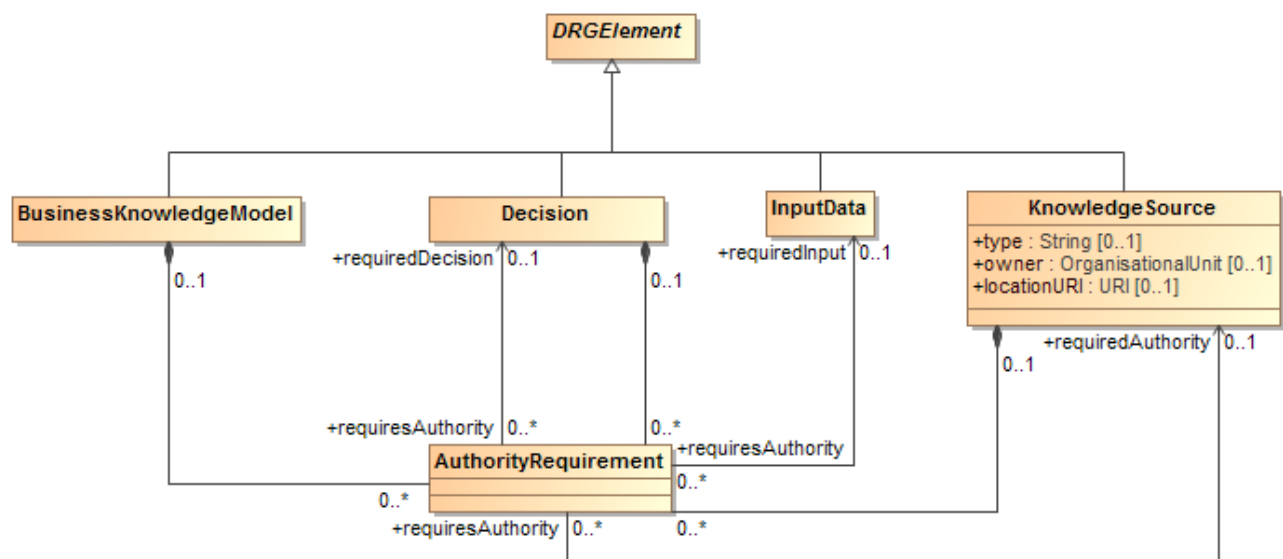 DRGElement
BusinessKnowledgeModel
Decision
InputData
KnowledgeSource
+type : String [0..1]
+owner : OrganisationalUnit [0..1]
+locationURI : URI [0..1]
+requiredDecision
0..1
+requiredInput
0..1
0..1
0..1
+requiredAuthority
0..1
0..1
+requiresAuthority
0..*
0..*
+requiresAuthority
AuthorityRequirement
0..*
0..*
+requiresAuthority
0..*
0..*